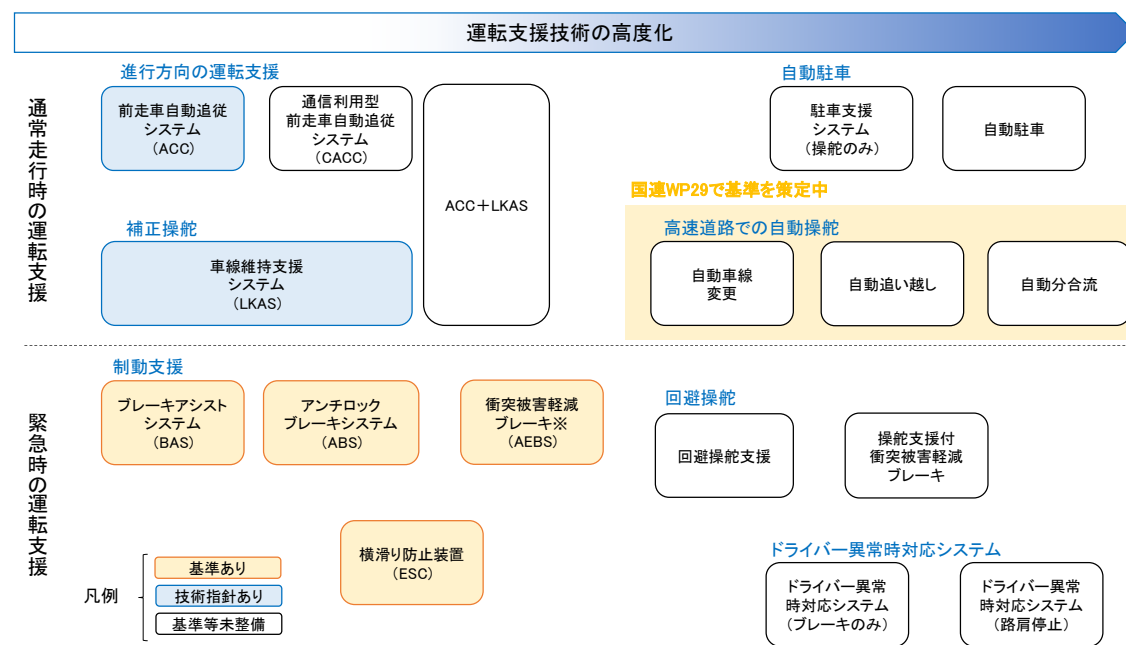 運転支援技術の高度化
通常走行時の運転支援
進行方向の運転支援
前走車自動追従
システム
(ACC)
通信利用型
前走車自動追従
システム
(CACC)
ACC＋LKAS
補正操舵
車線維持支援
システム
(LKAS)
自動駐車
駐車支援
システム
(操舵のみ)
自動駐車
国連WP29で基準を策定中
高速道路での自動操舵
自動車線
変更
自動追い越し
自動分合流
緊急時の運転支援
制動支援
ブレーキアシスト
システム
(BAS)
アンチロック
ブレーキシステム
(ABS)
衝突被害軽減
ブレーキ※
(AEBS)
横滑り防止装置
(ESC)
回避操舵
回避操舵支援
操舵支援付
衝突被害軽減
ブレーキ
ドライバー異常時対応システム
ドライバー異常
時対応システム
(ブレーキのみ)
ドライバー異常
時対応システム
(路肩停止)
凡例
基準あり
技術指針あり
基準等未整備